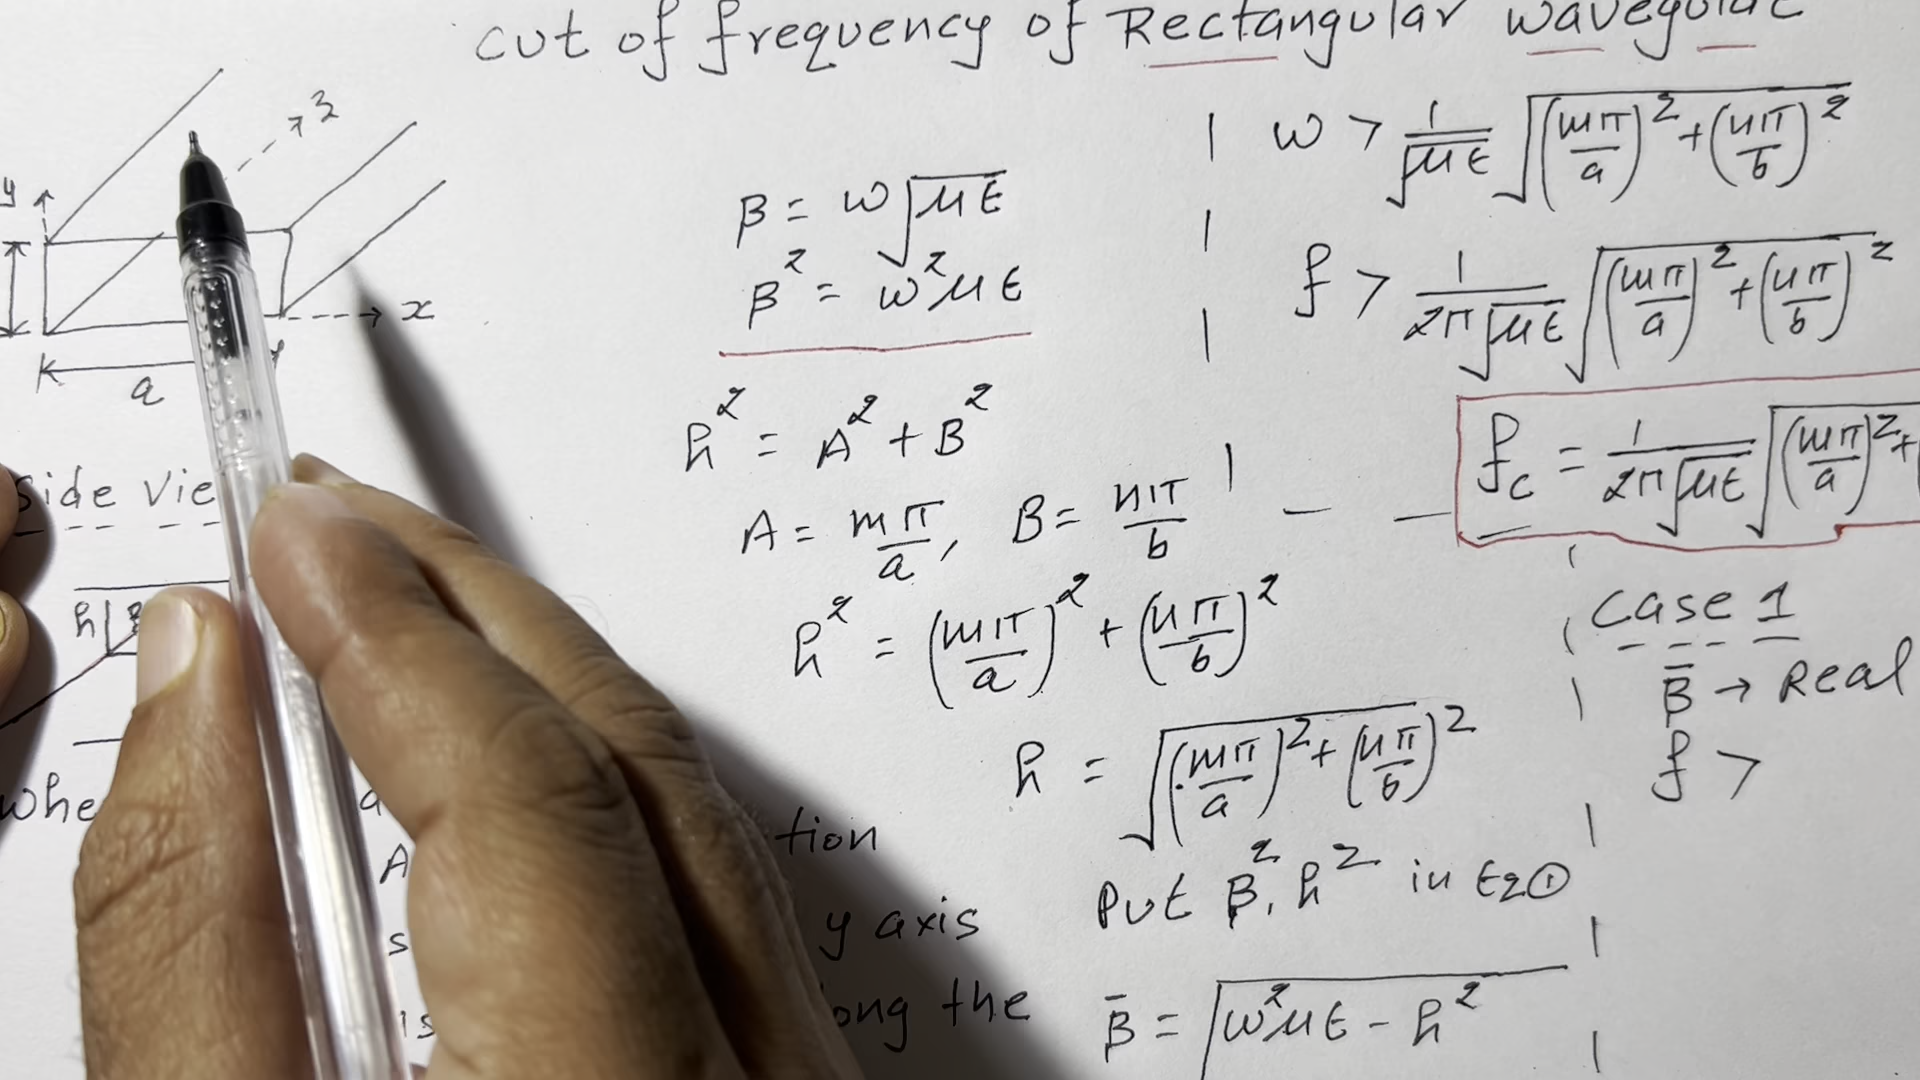 cut of frequency of Rectangular waveguide
z
y
x
a
side vie
h
whe
a
A
s
is
β = ω√με
β² = ω²με
h² = A² + B²
A = mπ/a, B = nπ/b
h² = (mπ/a)² + (nπ/b)²
h = √(mπ/a)² + (nπ/b)²
tion
y axis
ong the
Put β², h² in Eq①
β̄ = √ω²με - h²
ω > 1/√με √(mπ/a)² + (nπ/b)²
f > 1/2π√με √(mπ/a)² + (nπ/b)²
fc = 1/2π√με √(mπ/a)² +
case 1
β̄ → Real
f >